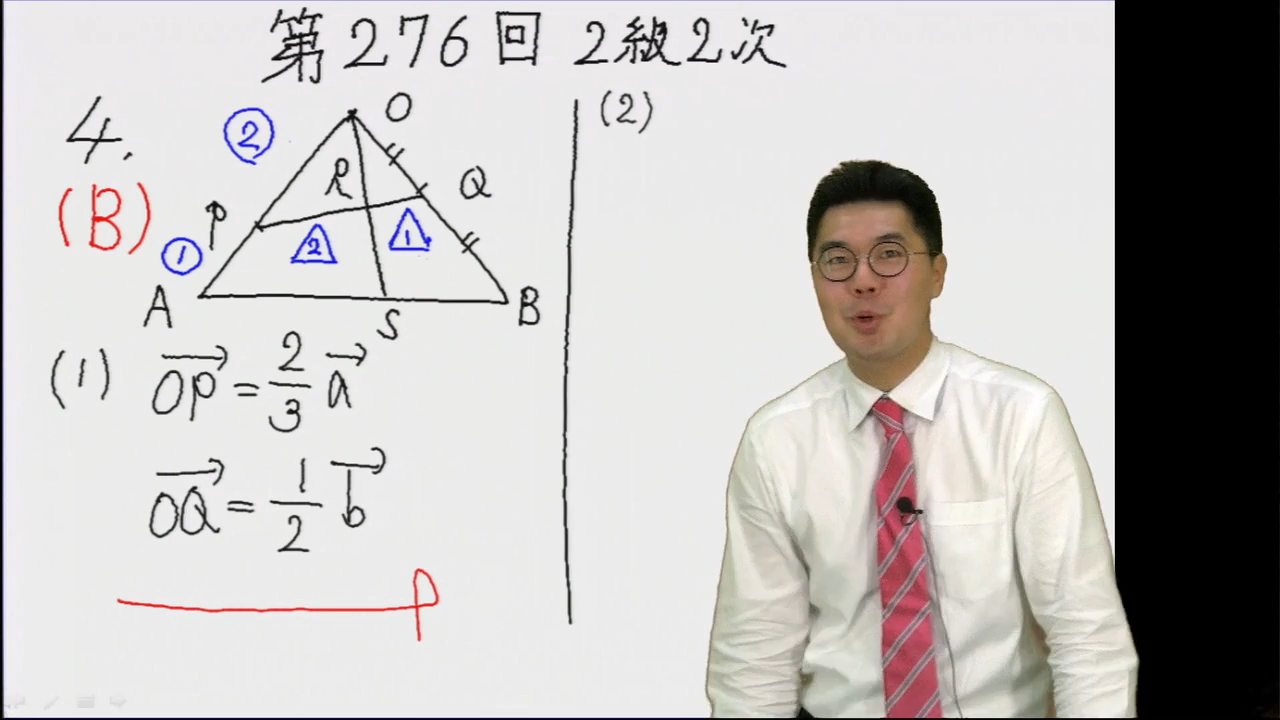 第276回 2級2次
4.
(B)
O
②
R
Q
P
①
2
1
A
S
B
(1) OP→ = 2/3 a→
OQ→ = 1/2 b→
(2)